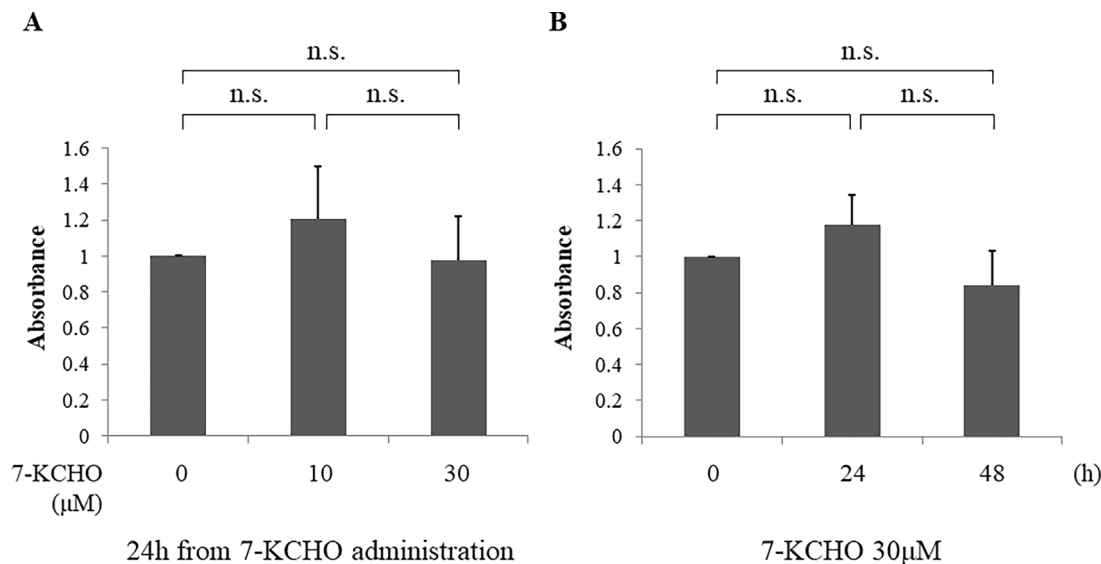 A
n.s.
n.s. n.s.
1.6
1.4
1.2
1
0.8
0.6
0.4
0.2
0
Absorbance
7-KCHO 0 10 30
(μM)
24h from 7-KCHO administration
B
n.s.
n.s. n.s.
1.6
1.4
1.2
1
0.8
0.6
0.4
0.2
0
Absorbance
0 24 48 (h)
7-KCHO 30μM